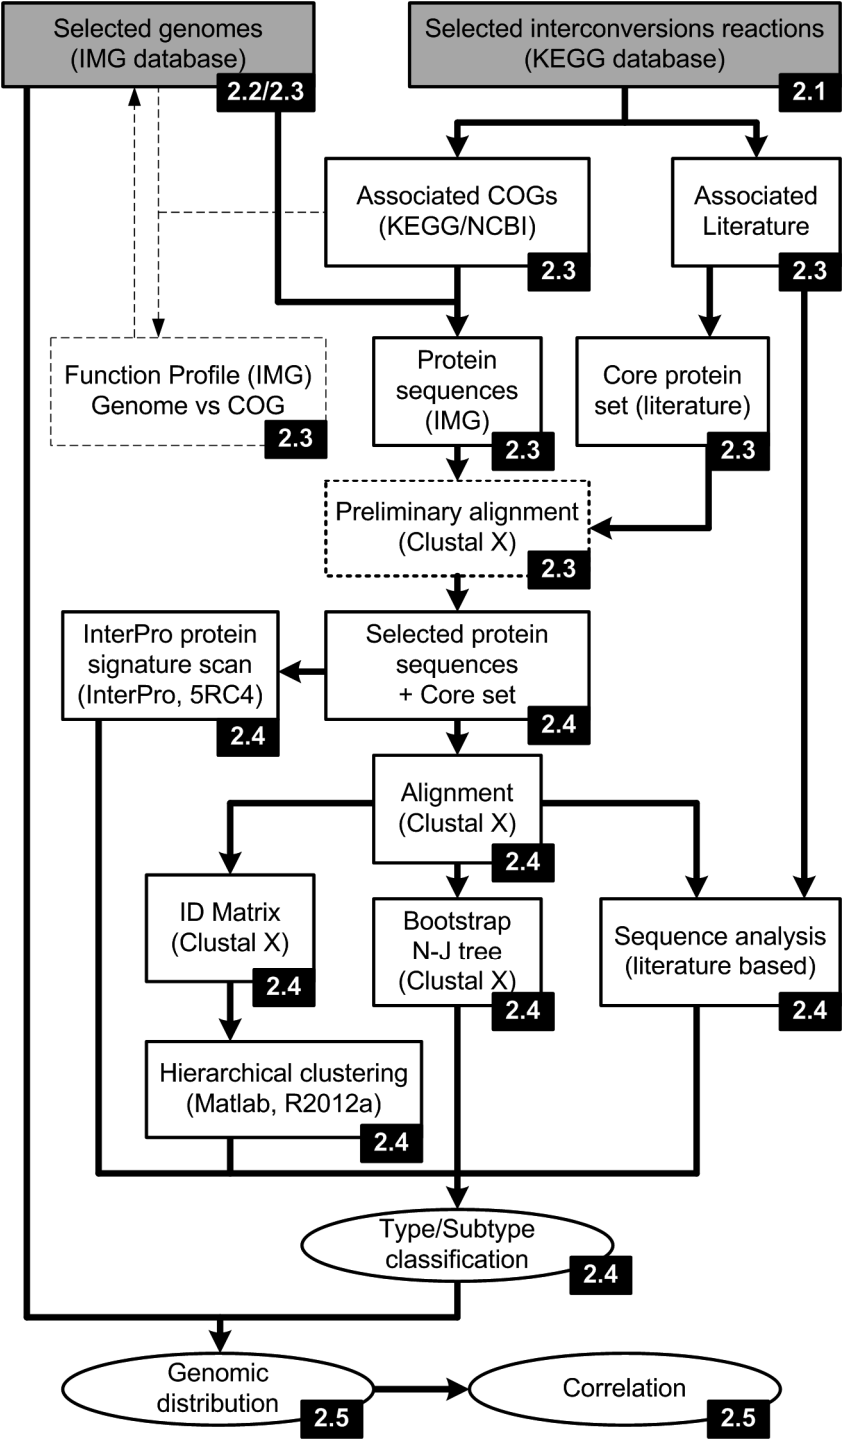 Selected genomes
(IMG database)
2.2/2.3
Selected interconversions reactions
(KEGG database)
2.1
Associated COGs
(KEGG/NCBI)
2.3
Associated
Literature
2.3
Function Profile (IMG)
Genome vs COG
2.3
Protein
sequences
(IMG)
2.3
Core protein
set (literature)
2.3
Preliminary alignment
(Clustal X)
2.3
InterPro protein
signature scan
(InterPro, 5RC4)
2.4
Selected protein
sequences
+ Core set
2.4
Alignment
(Clustal X)
2.4
ID Matrix
(Clustal X)
2.4
Bootstrap
N-J tree
(Clustal X)
2.4
Sequence analysis
(literature based)
2.4
Hierarchical clustering
(Matlab, R2012a)
2.4
Type/Subtype
classification
2.4
Genomic
distribution
2.5
Correlation
2.5